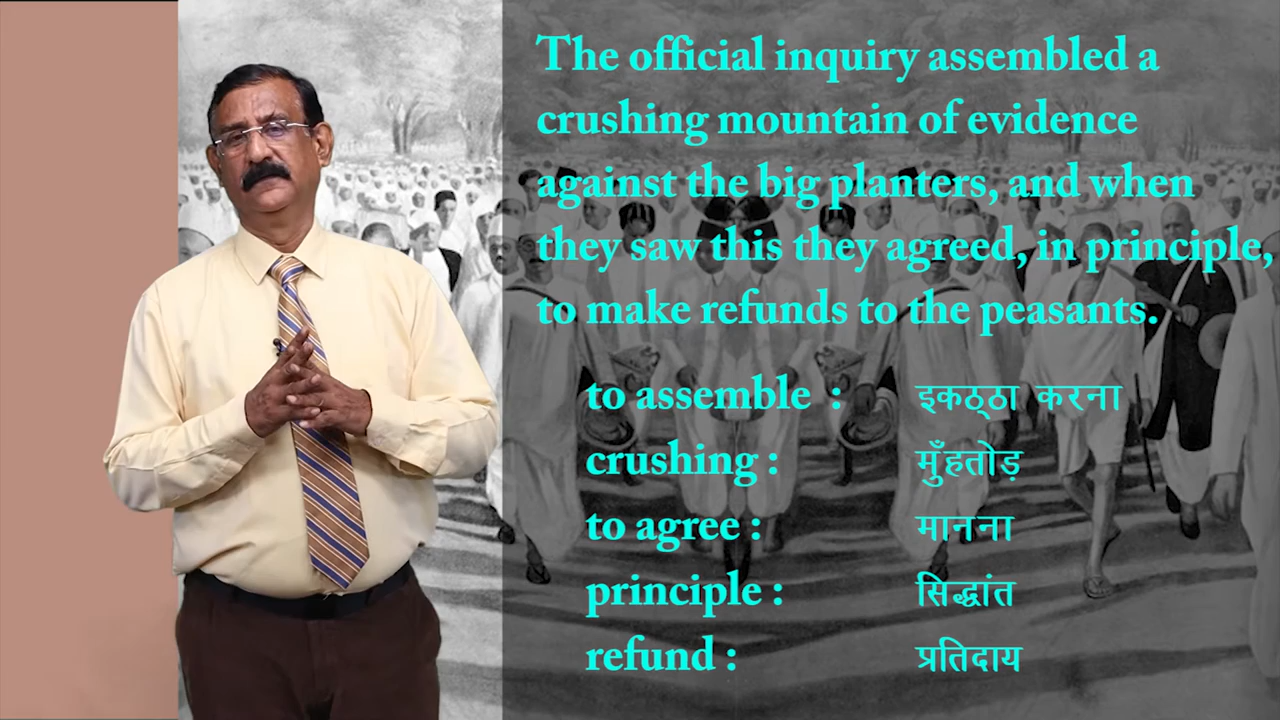 The official inquiry assembled a
crushing mountain of evidence
against the big planters, and when
they saw this they agreed, in principle,
to make refunds to the peasants.
to assemble : इकठ्ठा करना
crushing : मुँहतोड़
to agree : मानना
principle : सिद्धांत
refund : प्रतिदाय